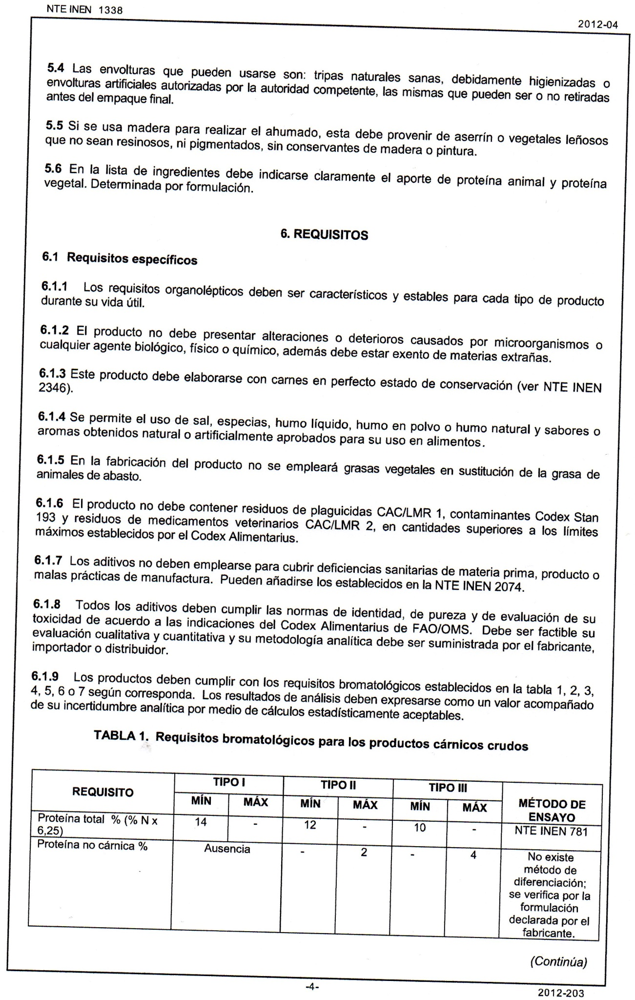 NTE INEN 1338
2012-04
5.4 Las envolturas que pueden usarse son: tripas naturales sanas, debidamente higienizadas o
envolturas artificiales autorizadas por la autoridad competente, las mismas que pueden ser o no retiradas
antes del empaque final.
5.5 Si se usa madera para realizar el ahumado, esta debe provenir de aserrín o vegetales leñosos
que no sean resinosos, ni pigmentados, sin conservantes de madera o pintura.
5.6 En la lista de ingredientes debe indicarse claramente el aporte de proteína animal y proteína
vegetal. Determinada por formulación.
6. REQUISITOS
6.1 Requisitos específicos
6.1.1 Los requisitos organolépticos deben ser característicos y estables para cada tipo de producto
durante su vida útil.
6.1.2 El producto no debe presentar alteraciones o deterioros causados por microorganismos o
cualquier agente biológico, físico o químico, además debe estar exento de materias extrañas.
6.1.3 Este producto debe elaborarse con carnes en perfecto estado de conservación (ver NTE INEN
2346).
6.1.4 Se permite el uso de sal, especias, humo líquido, humo en polvo o humo natural y sabores o
aromas obtenidos natural o artificialmente aprobados para su uso en alimentos.
6.1.5 En la fabricación del producto no se empleará grasas vegetales en sustitución de la grasa de
animales de abasto.
6.1.6 El producto no debe contener residuos de plaguicidas CAC/LMR 1, contaminantes Codex Stan
193 y residuos de medicamentos veterinarios CAC/LMR 2, en cantidades superiores a los límites
máximos establecidos por el Codex Alimentarius.
6.1.7 Los aditivos no deben emplearse para cubrir deficiencias sanitarias de materia prima, producto o
malas prácticas de manufactura. Pueden añadirse los establecidos en la NTE INEN 2074.
6.1.8 Todos los aditivos deben cumplir las normas de identidad, de pureza y de evaluación de su
toxicidad de acuerdo a las indicaciones del Codex Alimentarius de FAO/OMS. Debe ser factible su
evaluación cualitativa y cuantitativa y su metodología analítica debe ser suministrada por el fabricante,
importador o distribuidor.
6.1.9 Los productos deben cumplir con los requisitos bromatológicos establecidos en la tabla 1, 2, 3,
4, 5, 6 o 7 según corresponda. Los resultados de análisis deben expresarse como un valor acompañado
de su incertidumbre analítica por medio de cálculos estadísticamente aceptables.
TABLA 1. Requisitos bromatológicos para los productos cárnicos crudos
REQUISITO TIPO I TIPO II TIPO III MÉTODO DE
ENSAYO
MÍN MÁX MÍN MÁX MÍN MÁX
Proteína total % (% N x
6,25) 14 - 12 - 10 - NTE INEN 781
Proteína no cárnica % Ausencia - 2 - 4 No existe
método de
diferenciación;
se verifica por la
formulación
declarada por el
fabricante.
(Continúa)
-4-
2012-203